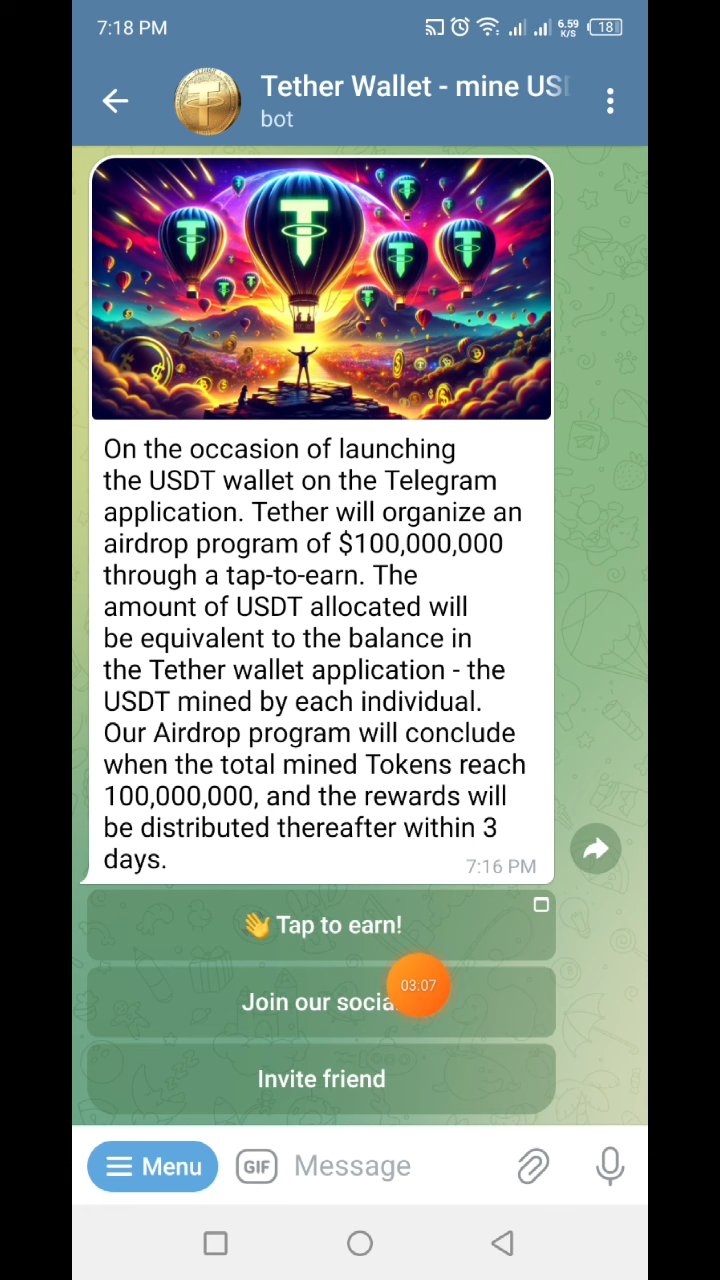 7:18 PM
6.59
K/S
18
Tether Wallet - mine US
bot
On the occasion of launching
the USDT wallet on the Telegram
application. Tether will organize an
airdrop program of $100,000,000
through a tap-to-earn. The
amount of USDT allocated will
be equivalent to the balance in
the Tether wallet application - the
USDT mined by each individual.
Our Airdrop program will conclude
when the total mined Tokens reach
100,000,000, and the rewards will
be distributed thereafter within 3
days.
7:16 PM
👋 Tap to earn!
03:07
Join our socia
Invite friend
Menu
GIF
Message